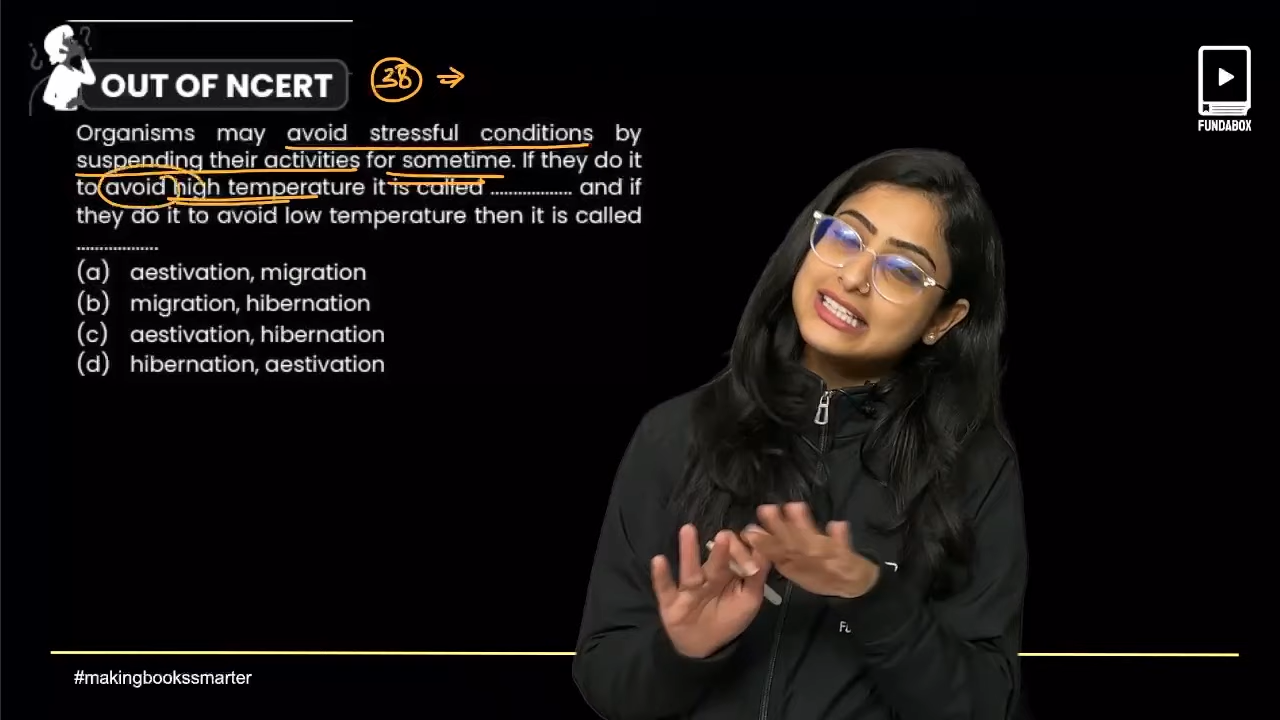 OUT OF NCERT
38 ⇒
FUNDABOX
Organisms may avoid stressful conditions by
suspending their activities for sometime. If they do it
to avoid high temperature it is called .................. and if
they do it to avoid low temperature then it is called
..................
(a) aestivation, migration
(b) migration, hibernation
(c) aestivation, hibernation
(d) hibernation, aestivation
#makingbookssmarter